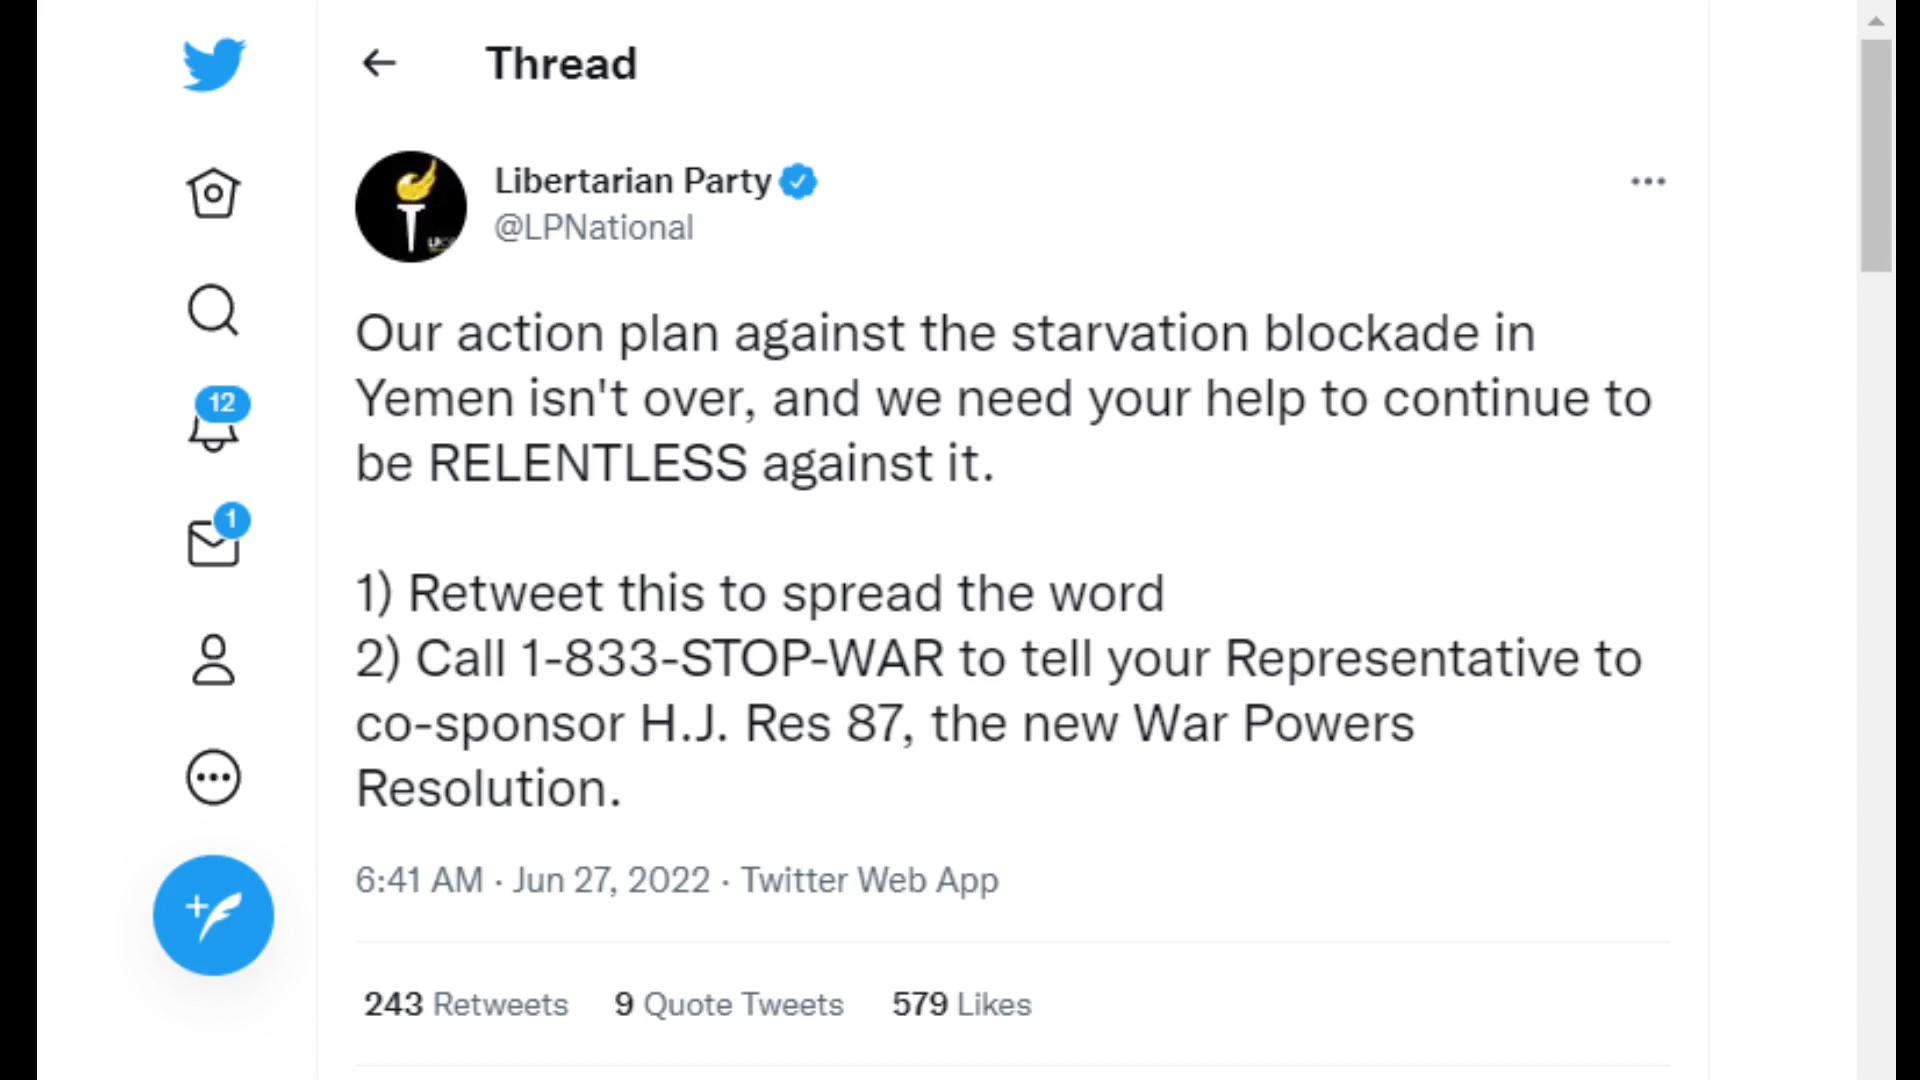 Thread
Libertarian Party
@LPNational
Our action plan against the starvation blockade in
Yemen isn't over, and we need your help to continue to
be RELENTLESS against it.
1) Retweet this to spread the word
2) Call 1-833-STOP-WAR to tell your Representative to
co-sponsor H.J. Res 87, the new War Powers
Resolution.
6:41 AM · Jun 27, 2022 · Twitter Web App
243 Retweets 9 Quote Tweets 579 Likes
12
1